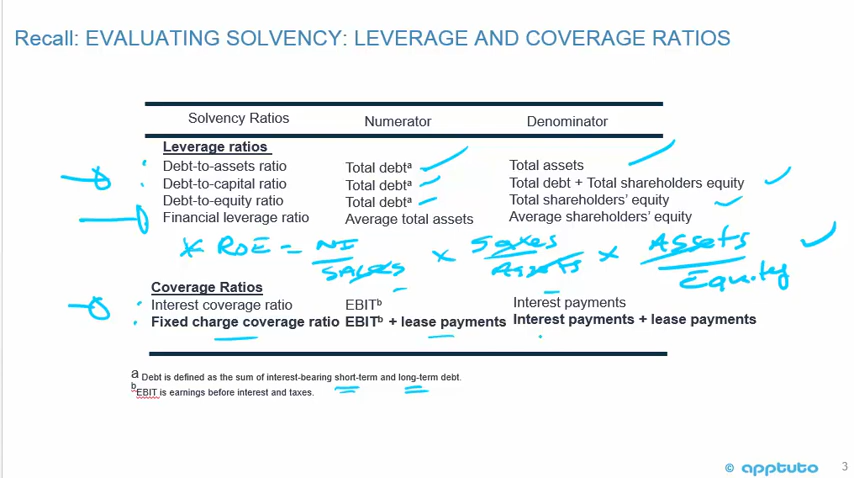 Recall: EVALUATING SOLVENCY: LEVERAGE AND COVERAGE RATIOS
Solvency Ratios Numerator Denominator
Leverage ratios
Debt-to-assets ratio Total debtᵃ Total assets
Debt-to-capital ratio Total debtᵃ Total debt + Total shareholders equity
Debt-to-equity ratio Total debtᵃ Total shareholders' equity
Financial leverage ratio Average total assets Average shareholders' equity
* ROE = NI / SALES × Sales / Assets × Assets / Equity
Coverage Ratios
Interest coverage ratio EBITᵇ Interest payments
Fixed charge coverage ratio EBITᵇ + lease payments Interest payments + lease payments
a Debt is defined as the sum of interest-bearing short-term and long-term debt.
b EBIT is earnings before interest and taxes.
© apptuto 3